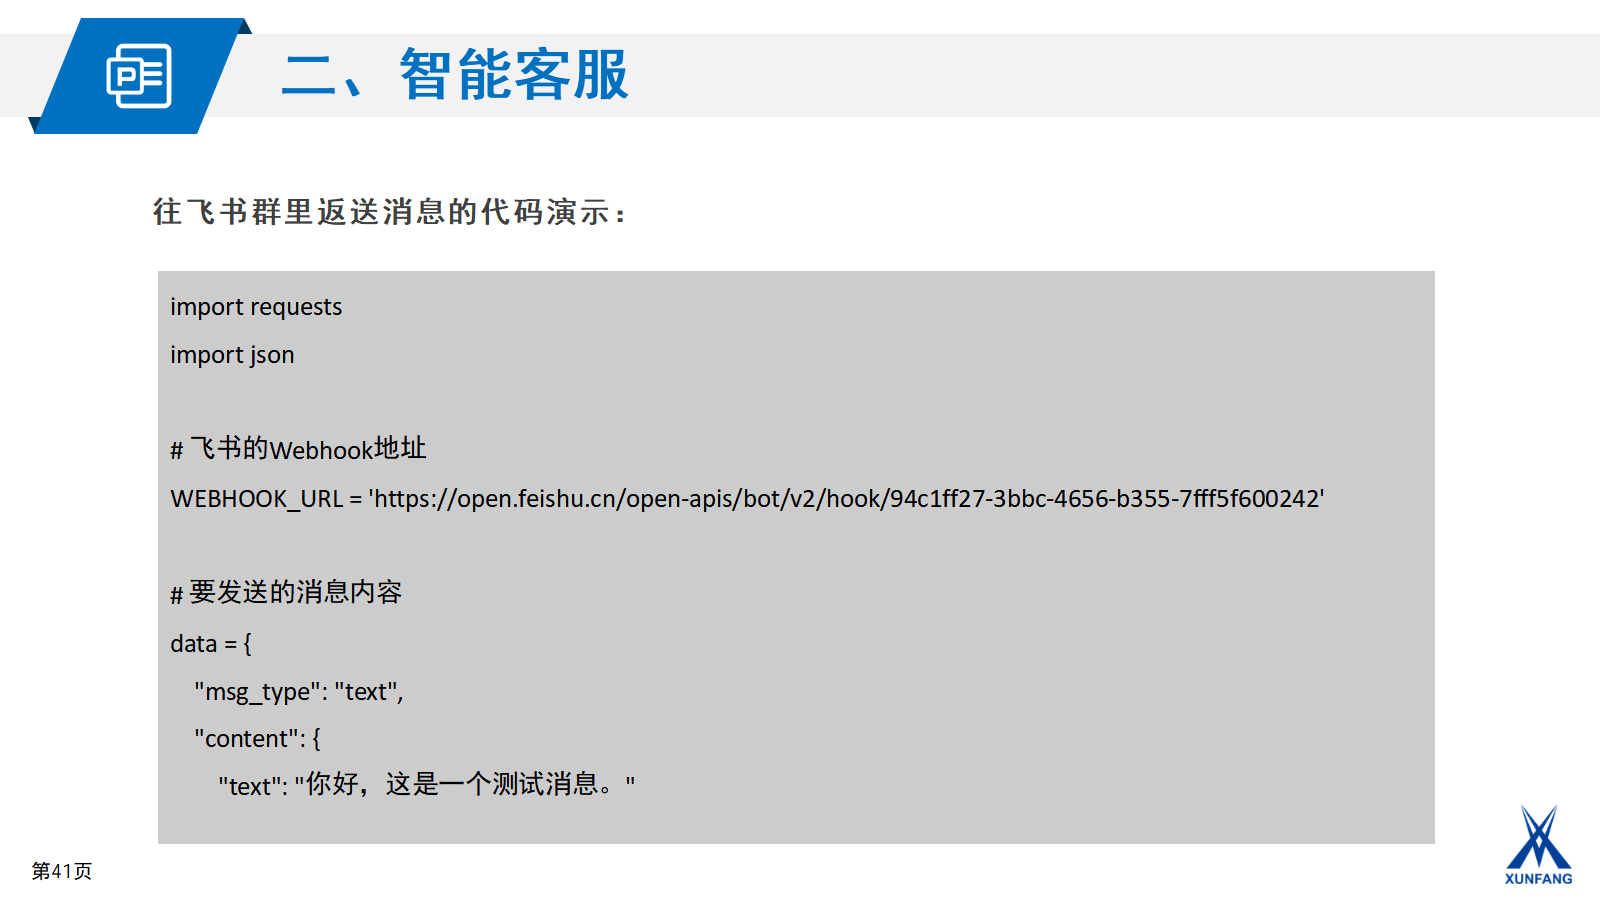 二、智能客服
往飞书群里返送消息的代码演示：
import requests
import json
# 飞书的Webhook地址
WEBHOOK_URL = 'https://open.feishu.cn/open-apis/bot/v2/hook/94c1ff27-3bbc-4656-b355-7fff5f600242'
# 要发送的消息内容
data = {
    "msg_type": "text",
    "content": {
        "text": "你好，这是一个测试消息。"
第41页
XUNFANG